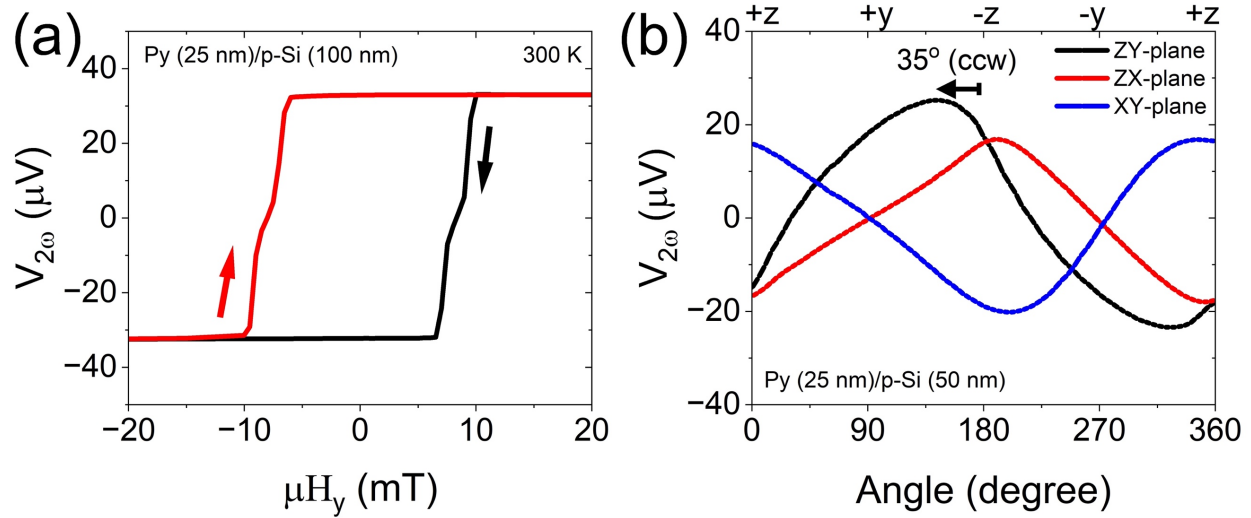 (a)
Py (25 nm)/p-Si (100 nm) 300 K
40
20
0
−20
−40
V2ω (μV)
−20 −10 0 10 20
μHy (mT)
(b)
+z +y -z -y +z
35º (ccw)
ZY-plane
ZX-plane
XY-plane
40
20
0
−20
−40
V2ω (μV)
Py (25 nm)/p-Si (50 nm)
0 90 180 270 360
Angle (degree)